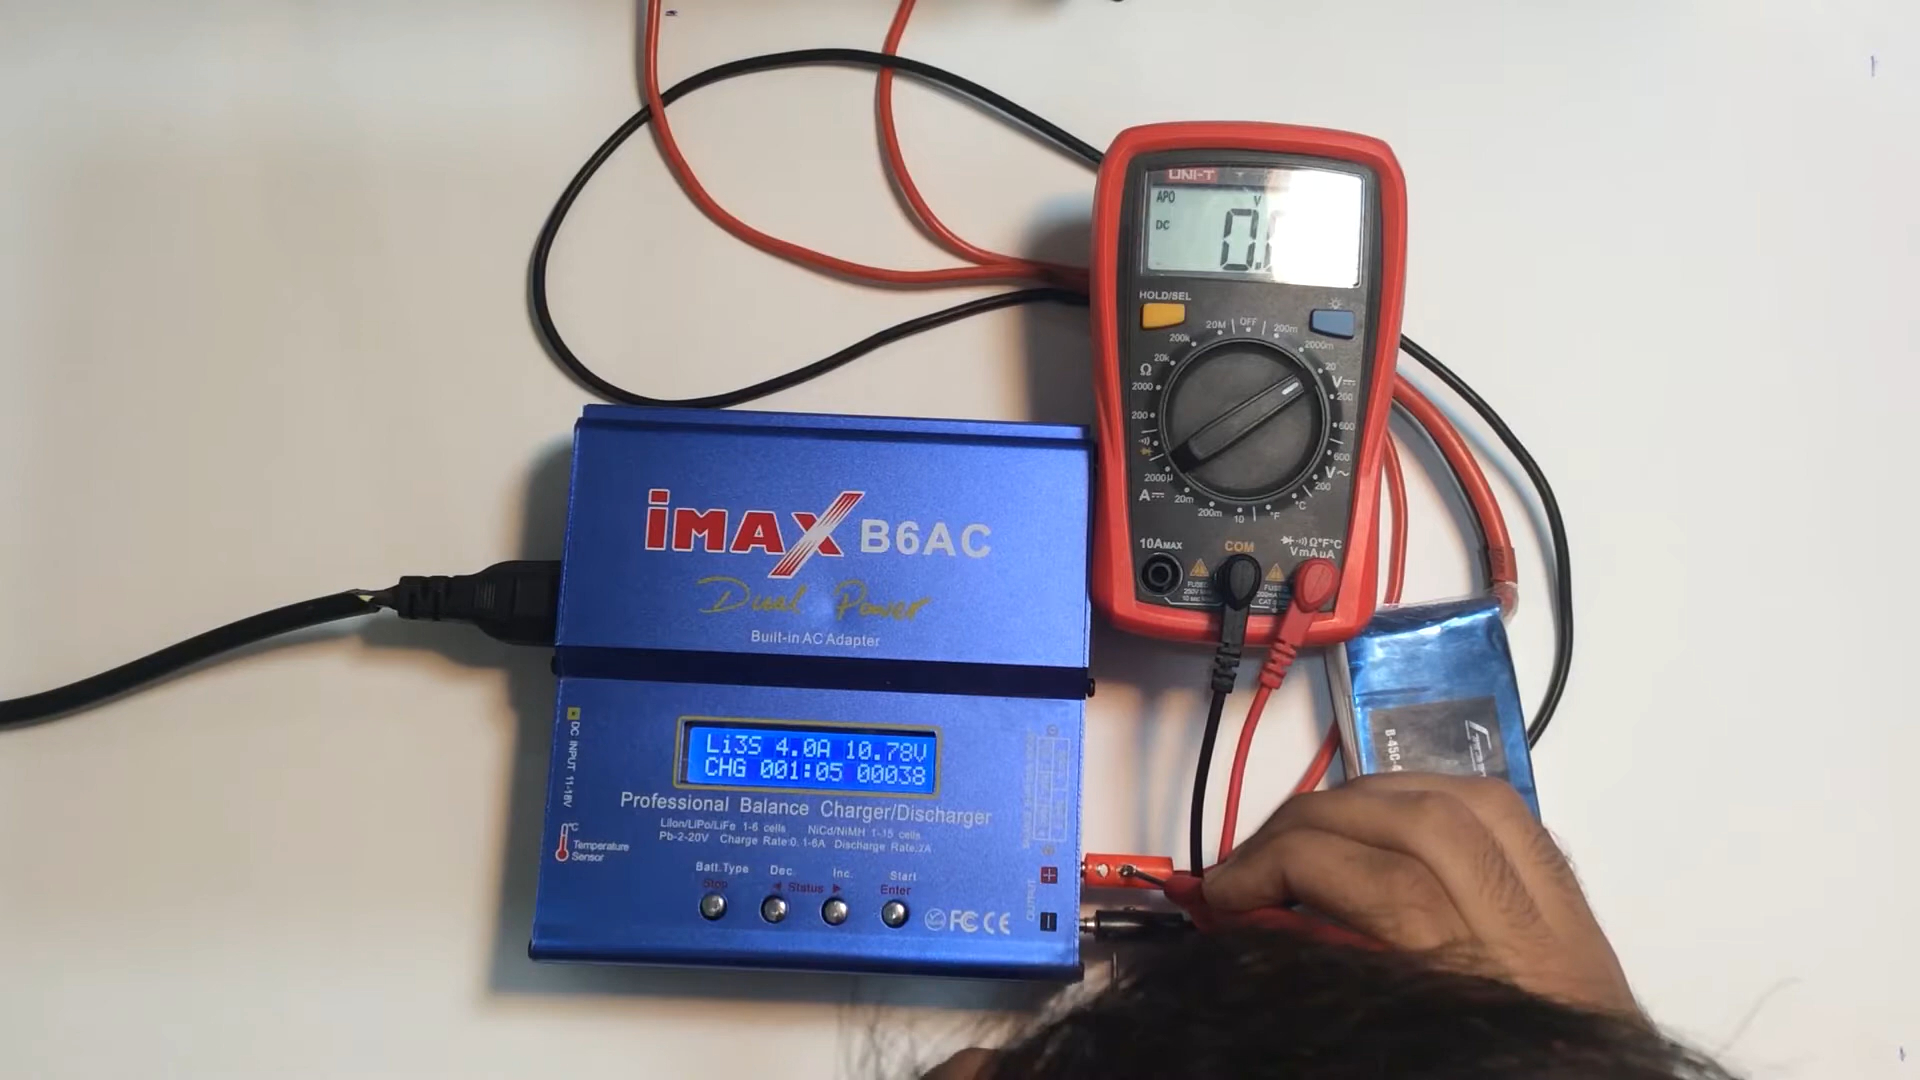 UNI-T
APO
V
DC
0.
HOLD/SEL
20M
OFF
200m
200k
2000m
20k
20
Ω
V⎓
2000
200
200
600
600
V~
2000µ
200
A⎓
20m
°C
200m
10
°F
10AMAX
COM
Ω°F°C
VmAµA
iMAX B6AC
Dual Power
Built-in AC Adapter
DC INPUT 11-18V
Li3S 4.0A 10.78V
CHG 001:05 00038
Professional Balance Charger/Discharger
LiIon/LiPo/LiFe 1-6 cells NiCd/NiMH 1-15 cells
Pb-2-20V Charge Rate:0.1-6A Discharge Rate.2A
°C
Temperature
Sensor
Batt.Type Dec. Inc. Start
Stop ◀ Status ▶ Enter
OUTPUT
+
-
FC CE